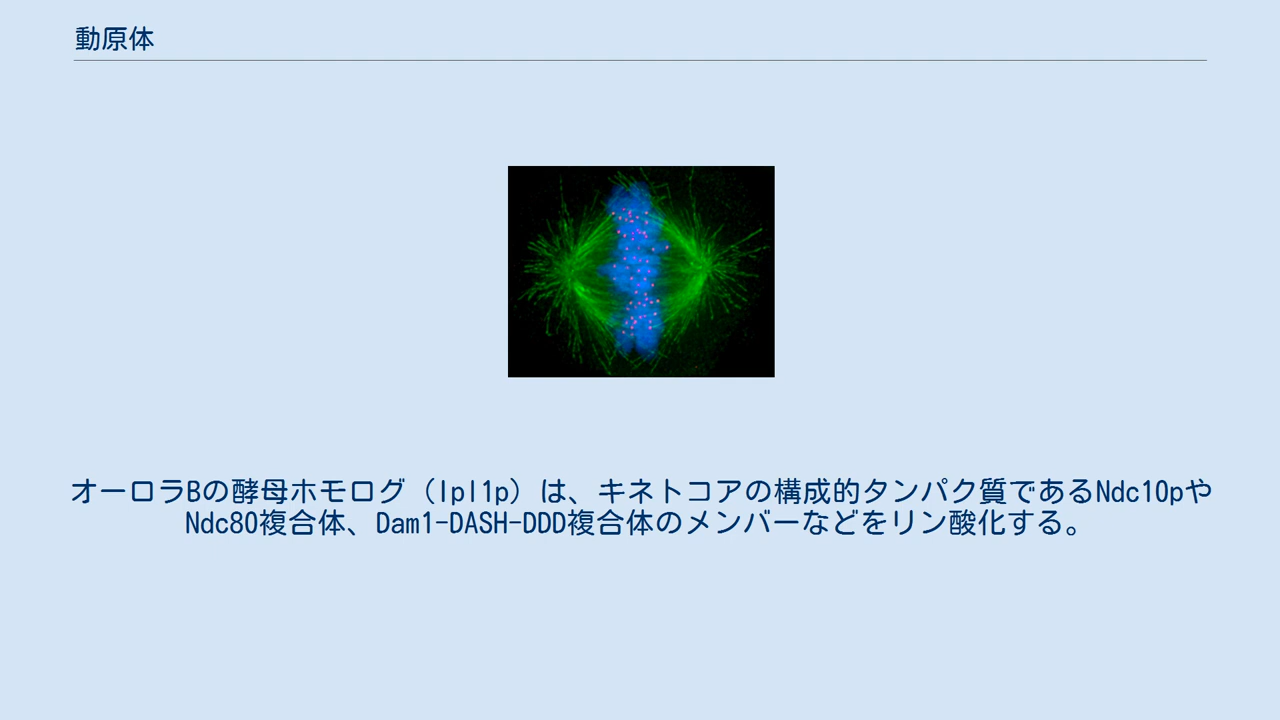 動原体
オーロラBの酵母ホモログ（Ipl1p）は、キネトコアの構成的タンパク質であるNdc10pや
Ndc80複合体、Dam1-DASH-DDD複合体のメンバーなどをリン酸化する。